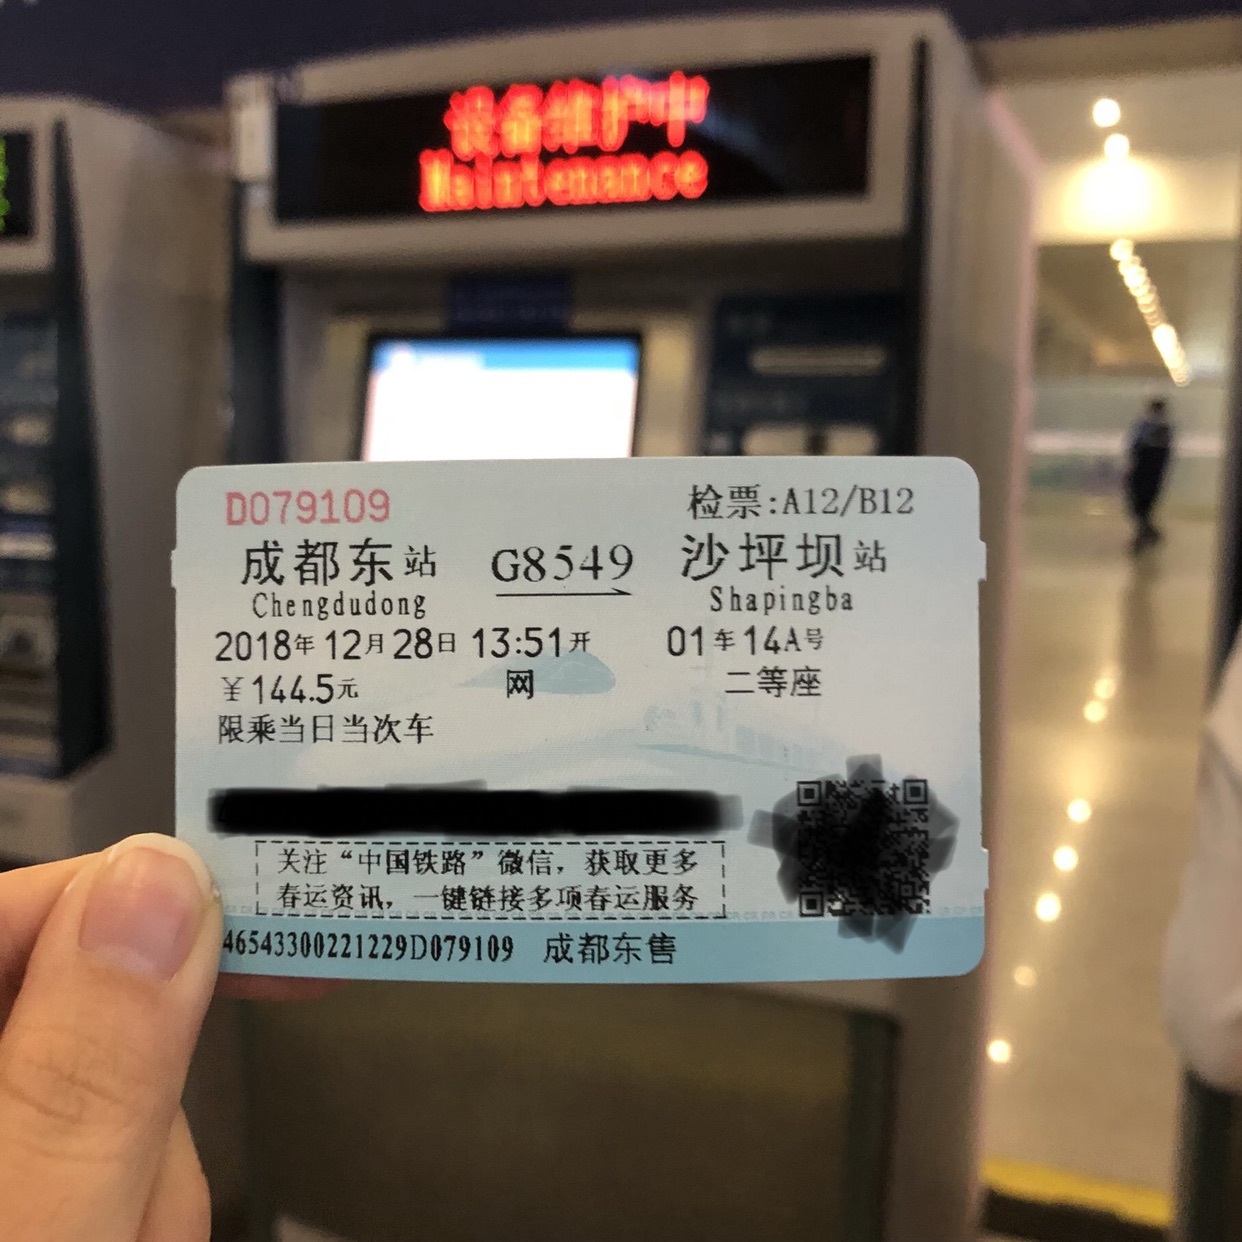 设备维护中
Maintenance
D079109 检票:A12/B12
成都东站 G8549 沙坪坝站
Chengdudong Shapingba
2018年12月28日13:51开 01车14A号
￥144.5元 网 二等座
限乘当日当次车
关注“中国铁路”微信，获取更多
春运资讯，一键链接多项春运服务
46543300221229D079109 成都东售